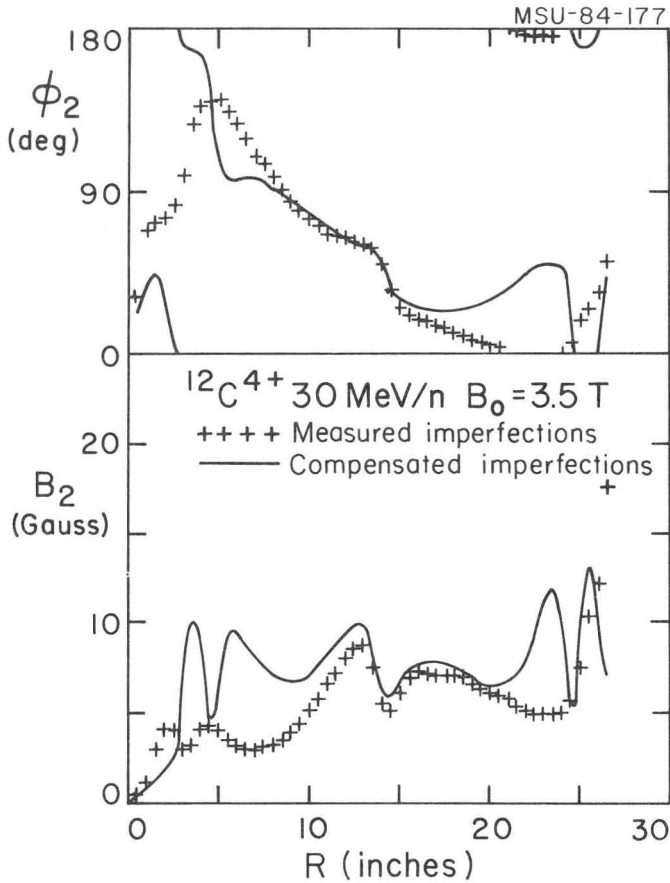 MSU-84-177
180
ϕ₂
(deg)
90
0
¹²C⁴⁺ 30 MeV/n B₀=3.5 T
++++ Measured imperfections
—— Compensated imperfections
20
B₂
(Gauss)
10
0
0 10 20 30
R (inches)